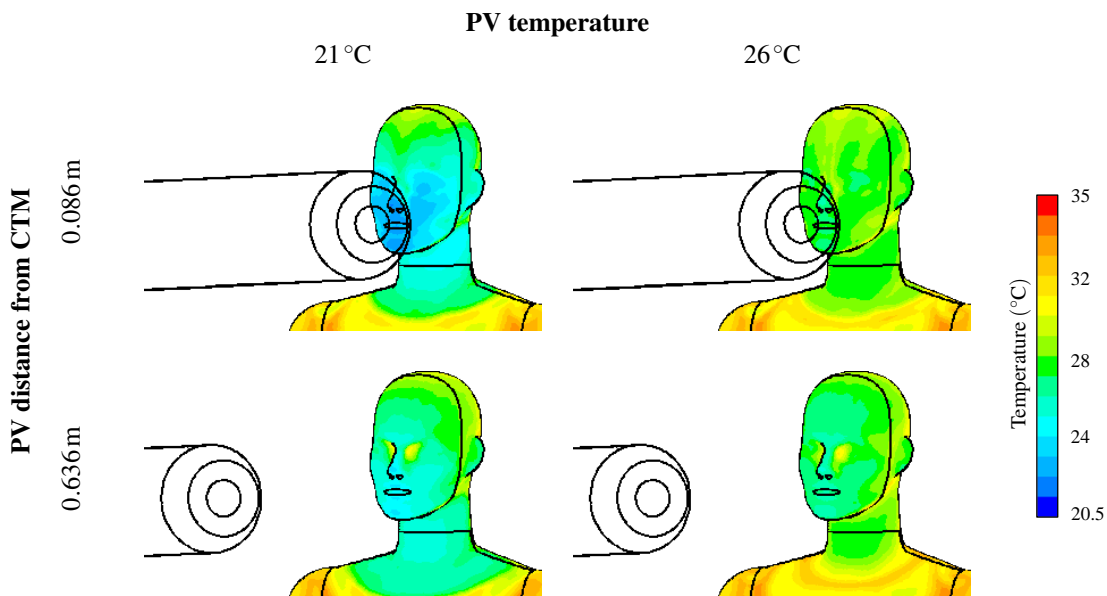 PV temperature
21 °C
26 °C
PV distance from CTM
0.086 m
0.636 m
Temperature (°C)
35
32
28
24
20.5